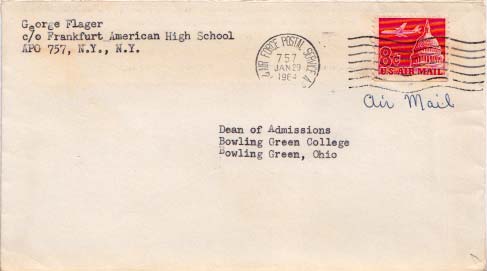 George Flager
c/o Frankfurt American High School
APO 757, N.Y., N.Y.
AIR FORCE POSTAL SERVICE
757
JAN 29
1964
8c
U.S. AIR MAIL
Air Mail
Dean of Admissions
Bowling Green College
Bowling Green, Ohio